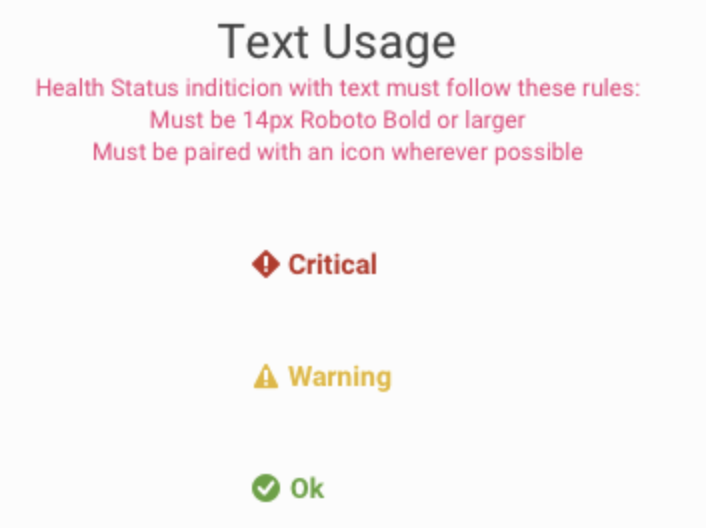 Text Usage
Health Status inditicion with text must follow these rules:
Must be 14px Roboto Bold or larger
Must be paired with an icon wherever possible
Critical
Warning
Ok